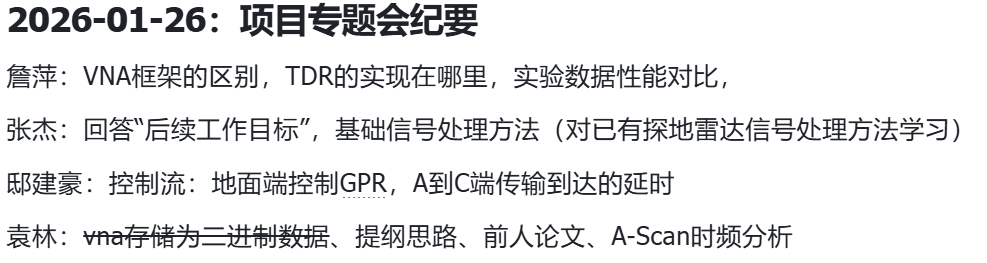 2026-01-26：项目专题会纪要
詹萍：VNA框架的区别，TDR的实现在哪里，实验数据性能对比，
张杰：回答“后续工作目标”，基础信号处理方法（对已有探地雷达信号处理方法学习）
邸建豪：控制流：地面端控制GPR，A到C端传输到达的延时
袁林：vna存储为二进制数据、提纲思路、前人论文、A-Scan时频分析